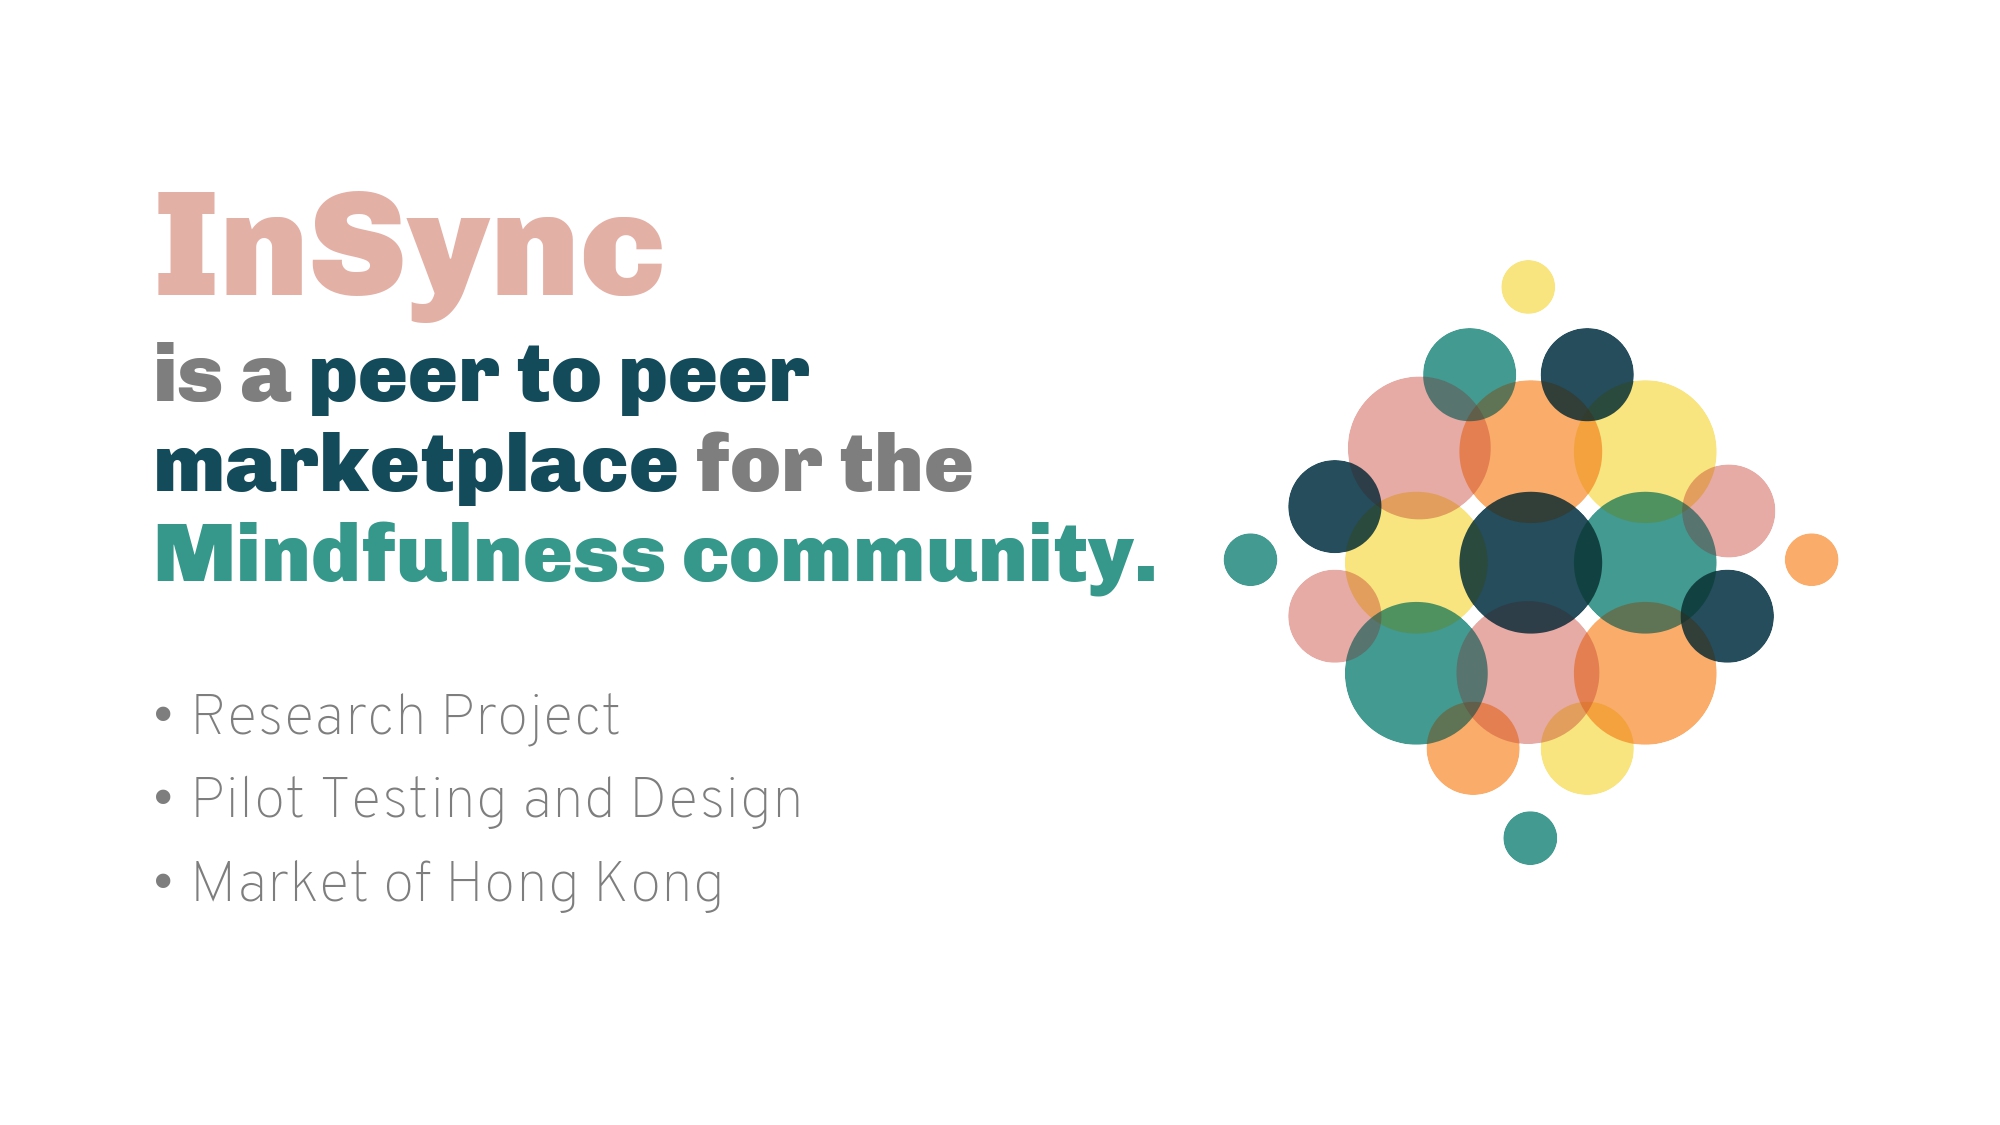 InSync
is a peer to peer
marketplace for the
Mindfulness community.
• Research Project
• Pilot Testing and Design
• Market of Hong Kong